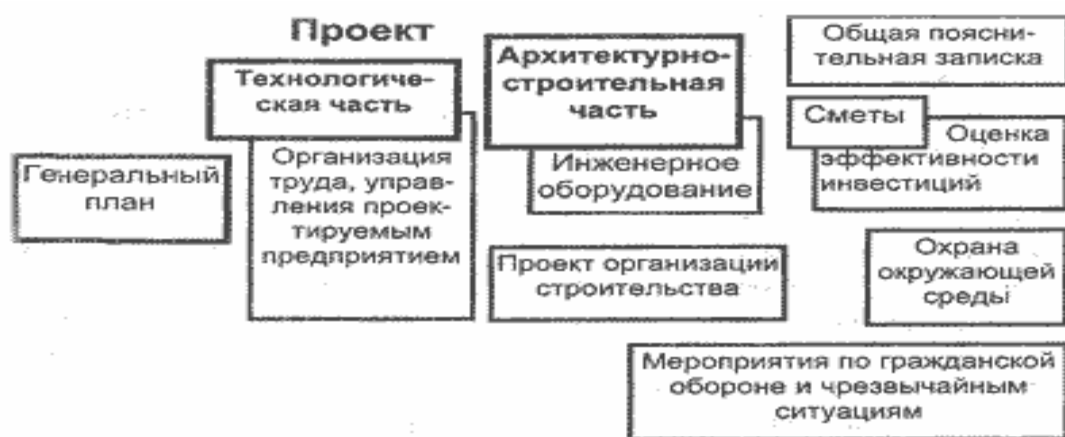 Проект
Технологиче-
ская часть
Организация
труда, управ-
ления проек-
тируемым
предприятием
Генеральный
план
Архитектурно-
строительная
часть
Инженерное
оборудование
Проект организации
строительства
Общая поясни-
тельная записка
Сметы
Оценка
эффективности
инвестиций
Охрана
окружающей
среды
Мероприятия по гражданской
обороне и чрезвычайным
ситуациям